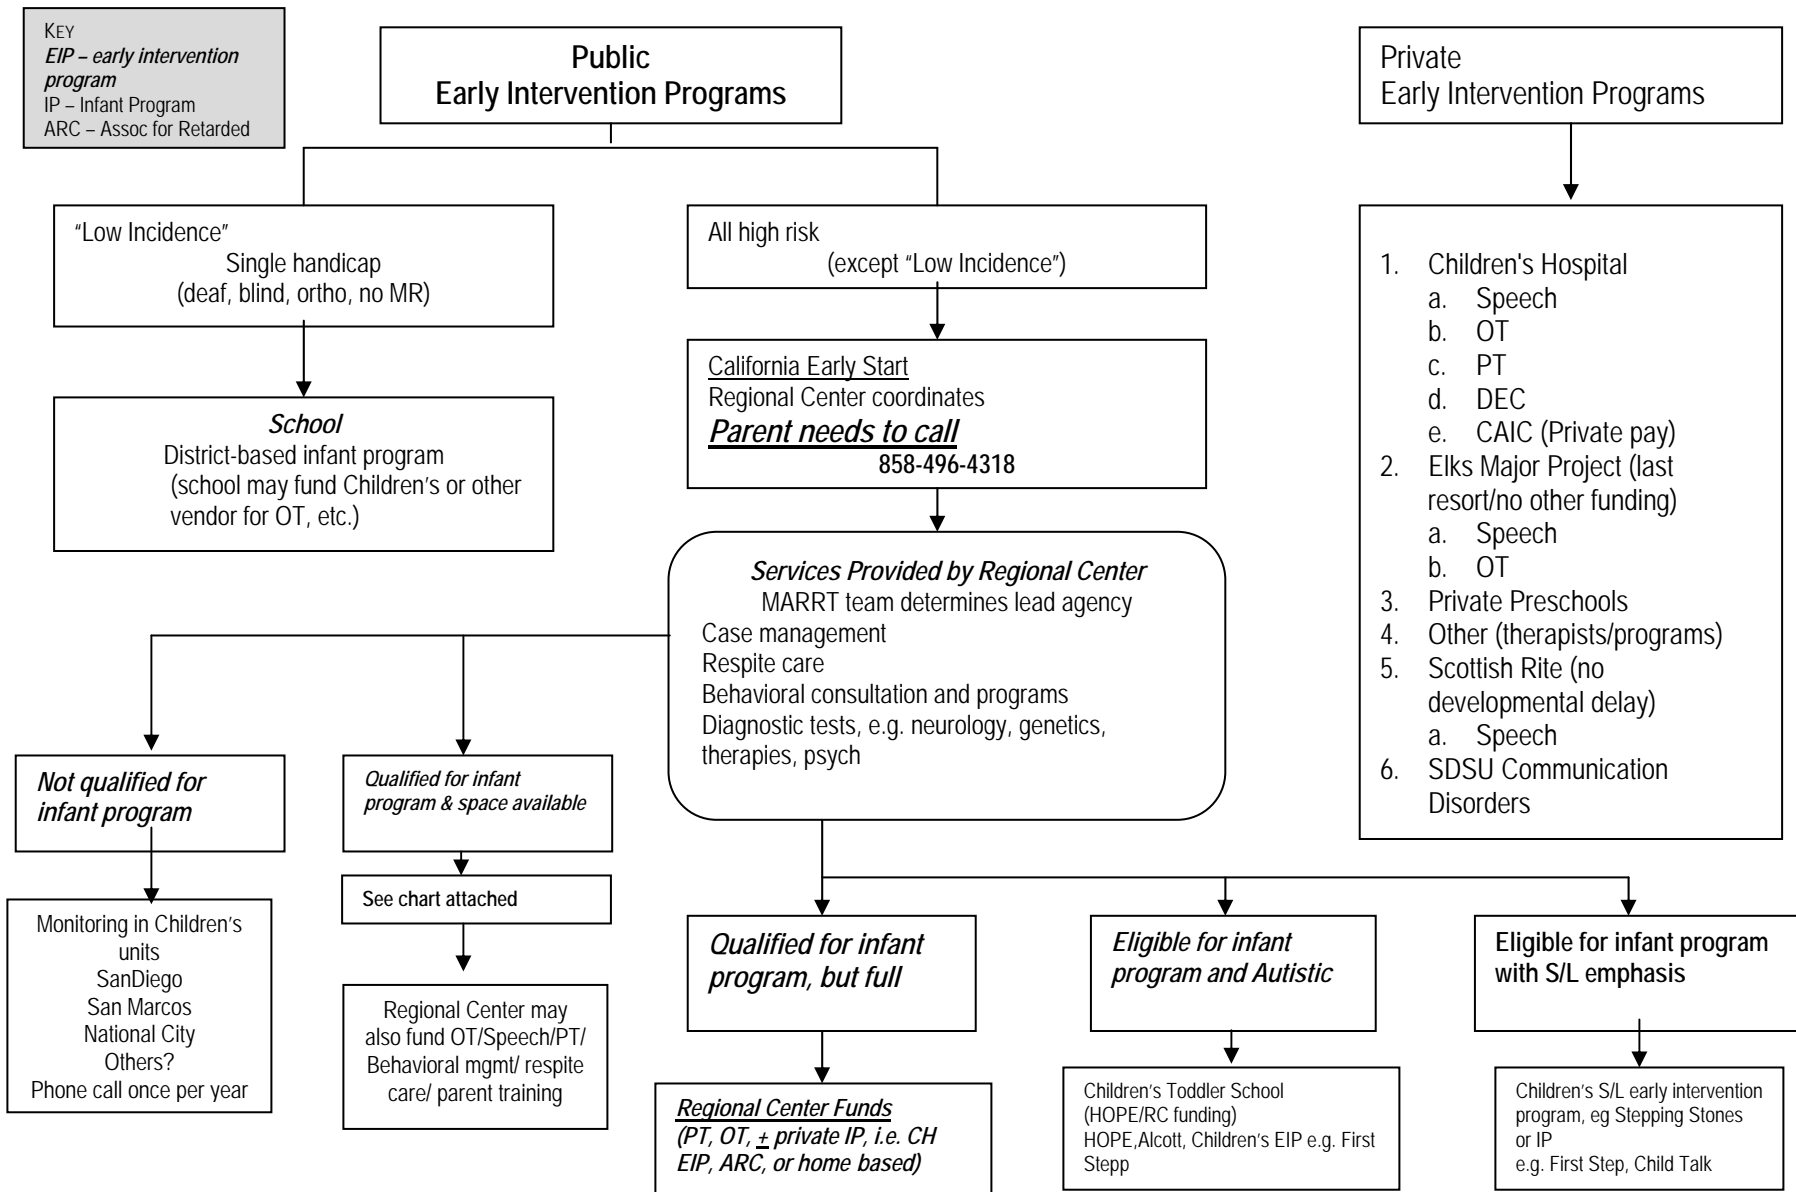 KEY
EIP – early intervention
program
IP – Infant Program
ARC – Assoc for Retarded
Public
Early Intervention Programs
Private
Early Intervention Programs
“Low Incidence”
Single handicap
(deaf, blind, ortho, no MR)
All high risk
(except “Low Incidence”)
School
District-based infant program
(school may fund Children’s or other
vendor for OT, etc.)
California Early Start
Regional Center coordinates
Parent needs to call
858-496-4318
Services Provided by Regional Center
MARRT team determines lead agency
Case management
Respite care
Behavioral consultation and programs
Diagnostic tests, e.g. neurology, genetics,
therapies, psych
1. Children's Hospital
a. Speech
b. OT
c. PT
d. DEC
e. CAIC (Private pay)
2. Elks Major Project (last
resort/no other funding)
a. Speech
b. OT
3. Private Preschools
4. Other (therapists/programs)
5. Scottish Rite (no
developmental delay)
a. Speech
6. SDSU Communication
Disorders
Not qualified for
infant program
Monitoring in Children’s
units
SanDiego
San Marcos
National City
Others?
Phone call once per year
Qualified for infant
program & space available
See chart attached
Regional Center may
also fund OT/Speech/PT/
Behavioral mgmt/ respite
care/ parent training
Qualified for infant
program, but full
Regional Center Funds
(PT, OT, ± private IP, i.e. CH
EIP, ARC, or home based)
Eligible for infant
program and Autistic
Children’s Toddler School
(HOPE/RC funding)
HOPE,Alcott, Children’s EIP e.g. First
Stepp
Eligible for infant program
with S/L emphasis
Children’s S/L early intervention
program, eg Stepping Stones
or IP
e.g. First Step, Child Talk